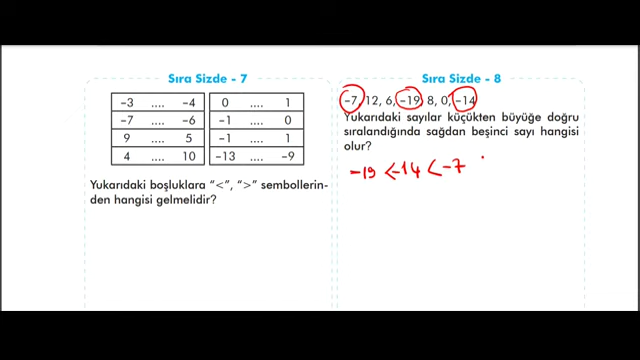 Sıra Sizde - 7
-3 .... -4
-7 .... -6
9 .... 5
4 .... 10
0 .... 1
-1 .... 0
-1 .... 1
-13 .... -9
Yukarıdaki boşluklara "<", ">" sembollerin-
den hangisi gelmelidir?
Sıra Sizde - 8
-7, 12, 6, -19, 8, 0, -14
Yukarıdaki sayılar küçükten büyüğe doğru
sıralandığında sağdan beşinci sayı hangisi
olur?
-19 < -14 < -7